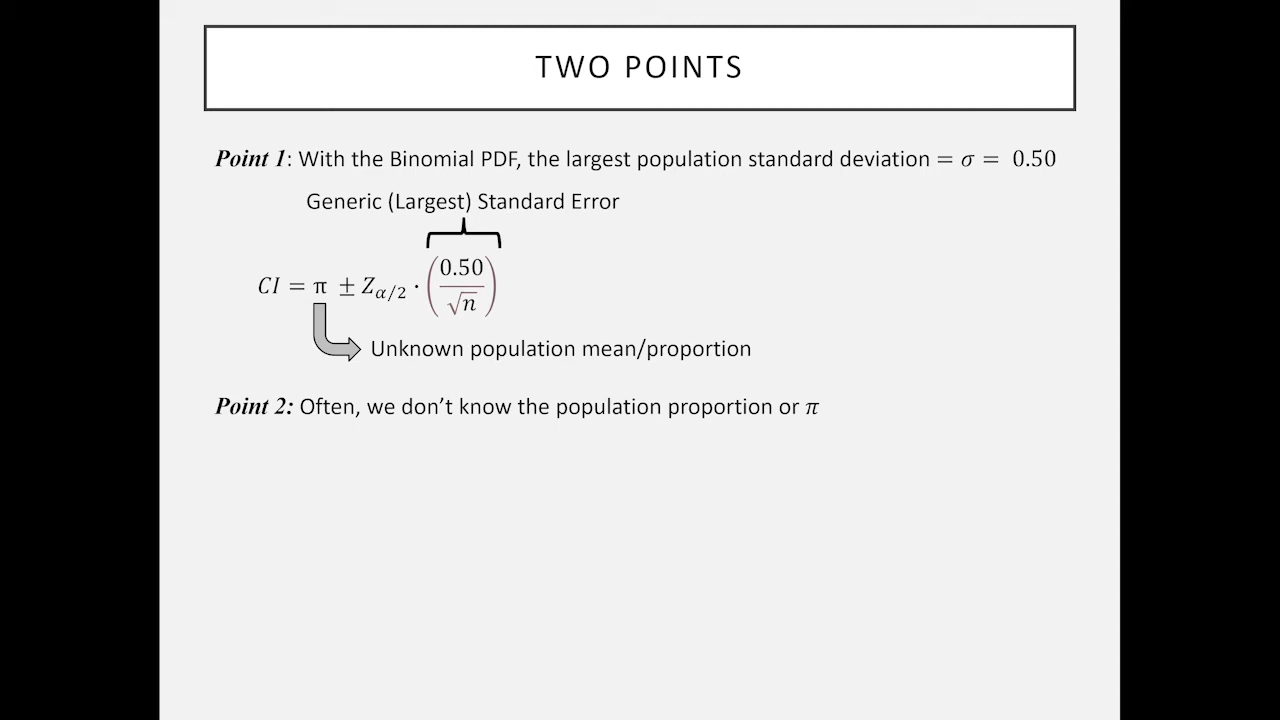 TWO POINTS
Point 1: With the Binomial PDF, the largest population standard deviation = σ = 0.50
Generic (Largest) Standard Error
CI = π ± Z_{α/2} · (0.50/√n)
Unknown population mean/proportion
Point 2: Often, we don’t know the population proportion or π